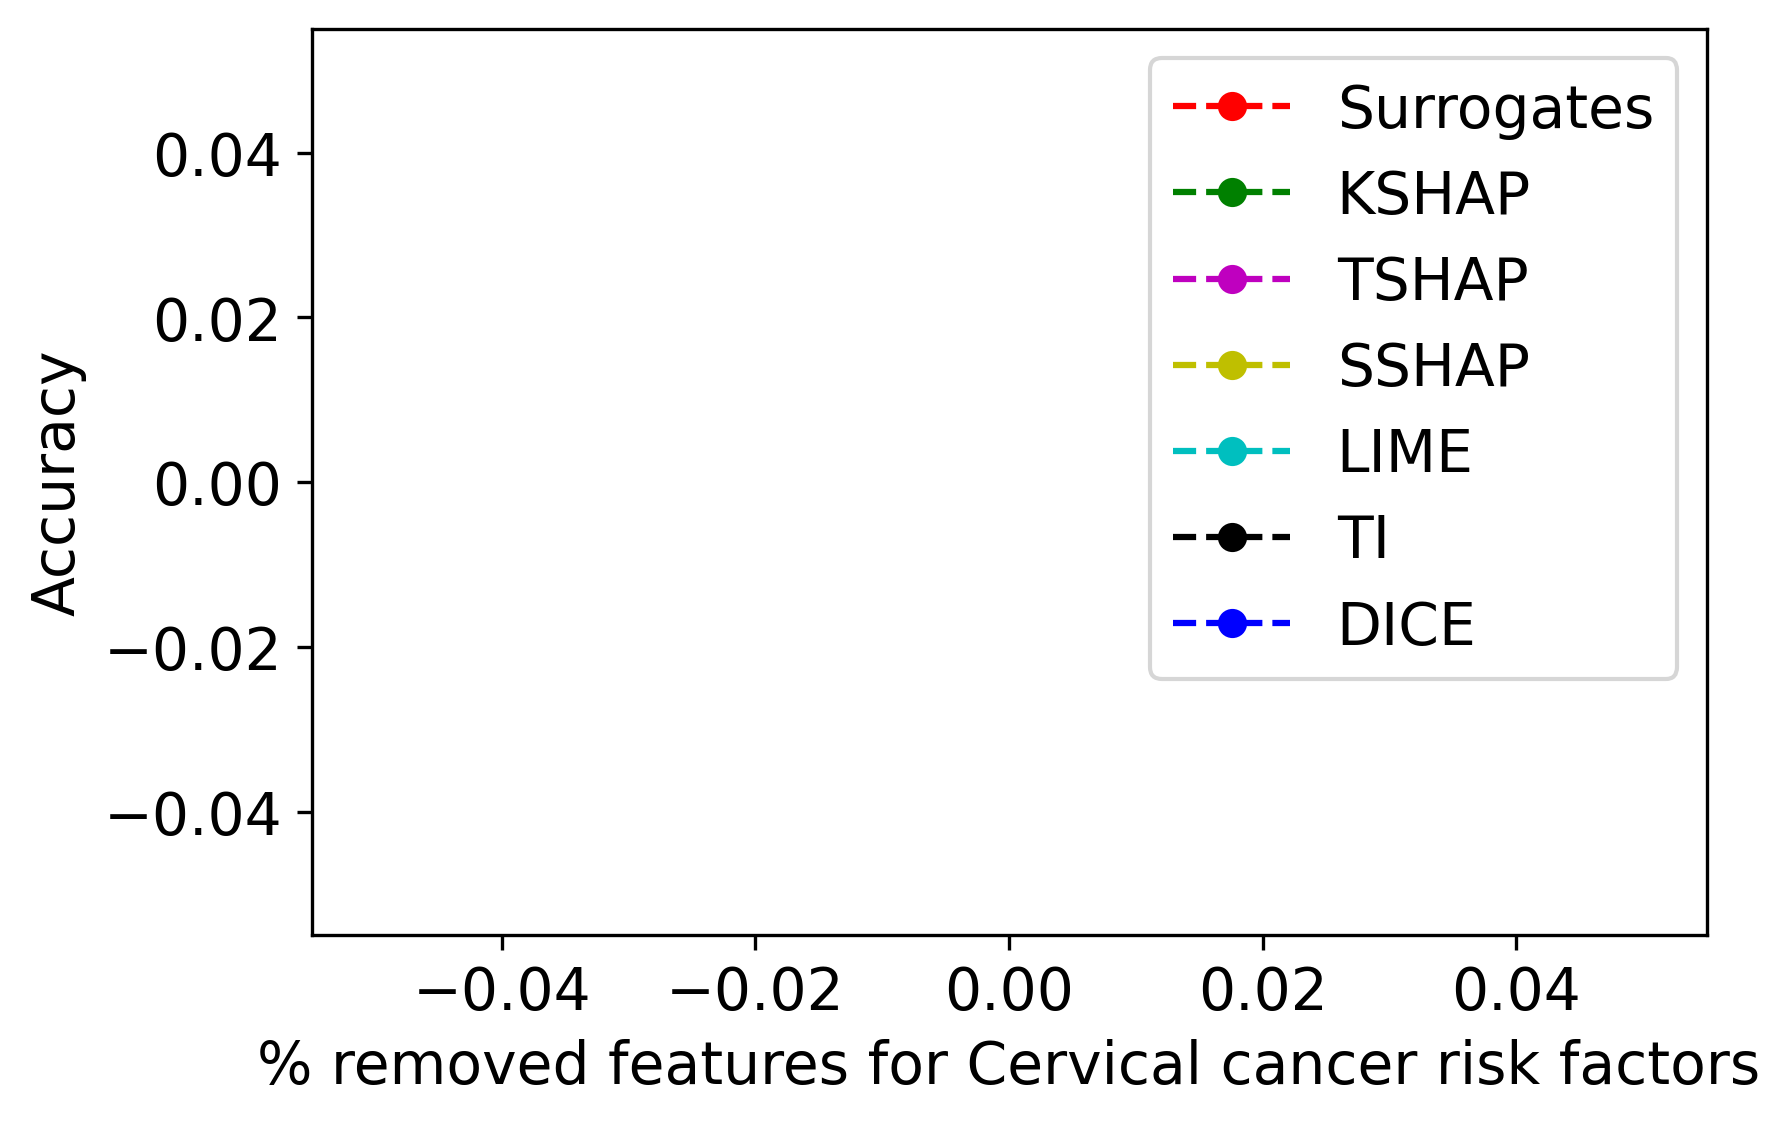 Accuracy
0.04
0.02
0.00
−0.02
−0.04
Surrogates
KSHAP
TSHAP
SSHAP
LIME
TI
DICE
−0.04 −0.02 0.00 0.02 0.04
% removed features for Cervical cancer risk factors